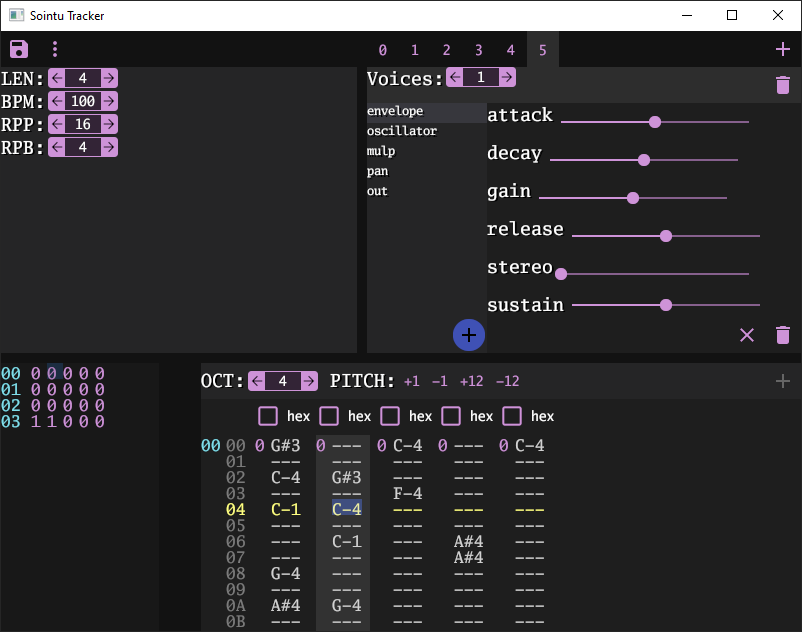 Sointu Tracker
0 1 2 3 4 5 +
LEN: ← 4 →
BPM: ← 100 →
RPP: ← 16 →
RPB: ← 4 →
Voices: ← 1 →
envelope
oscillator
mulp
pan
out
attack
decay
gain
release
stereo
sustain
00 0 0 0 0 0
01 0 0 0 0 0
02 0 0 0 0 0
03 1 1 0 0 0
OCT: ← 4 → PITCH: +1 -1 +12 -12
hex hex hex hex hex
00 00 0 G#3 0 --- 0 C-4 0 --- 0 C-4
01 --- --- --- --- ---
02 C-4 G#3 --- --- ---
03 --- --- F-4 --- ---
04 C-1 C-4 --- --- ---
05 --- --- --- --- ---
06 --- C-1 --- A#4 ---
07 --- --- --- A#4 ---
08 G-4 --- --- --- ---
09 --- --- --- --- ---
0A A#4 G-4 --- --- ---
0B --- --- --- --- ---